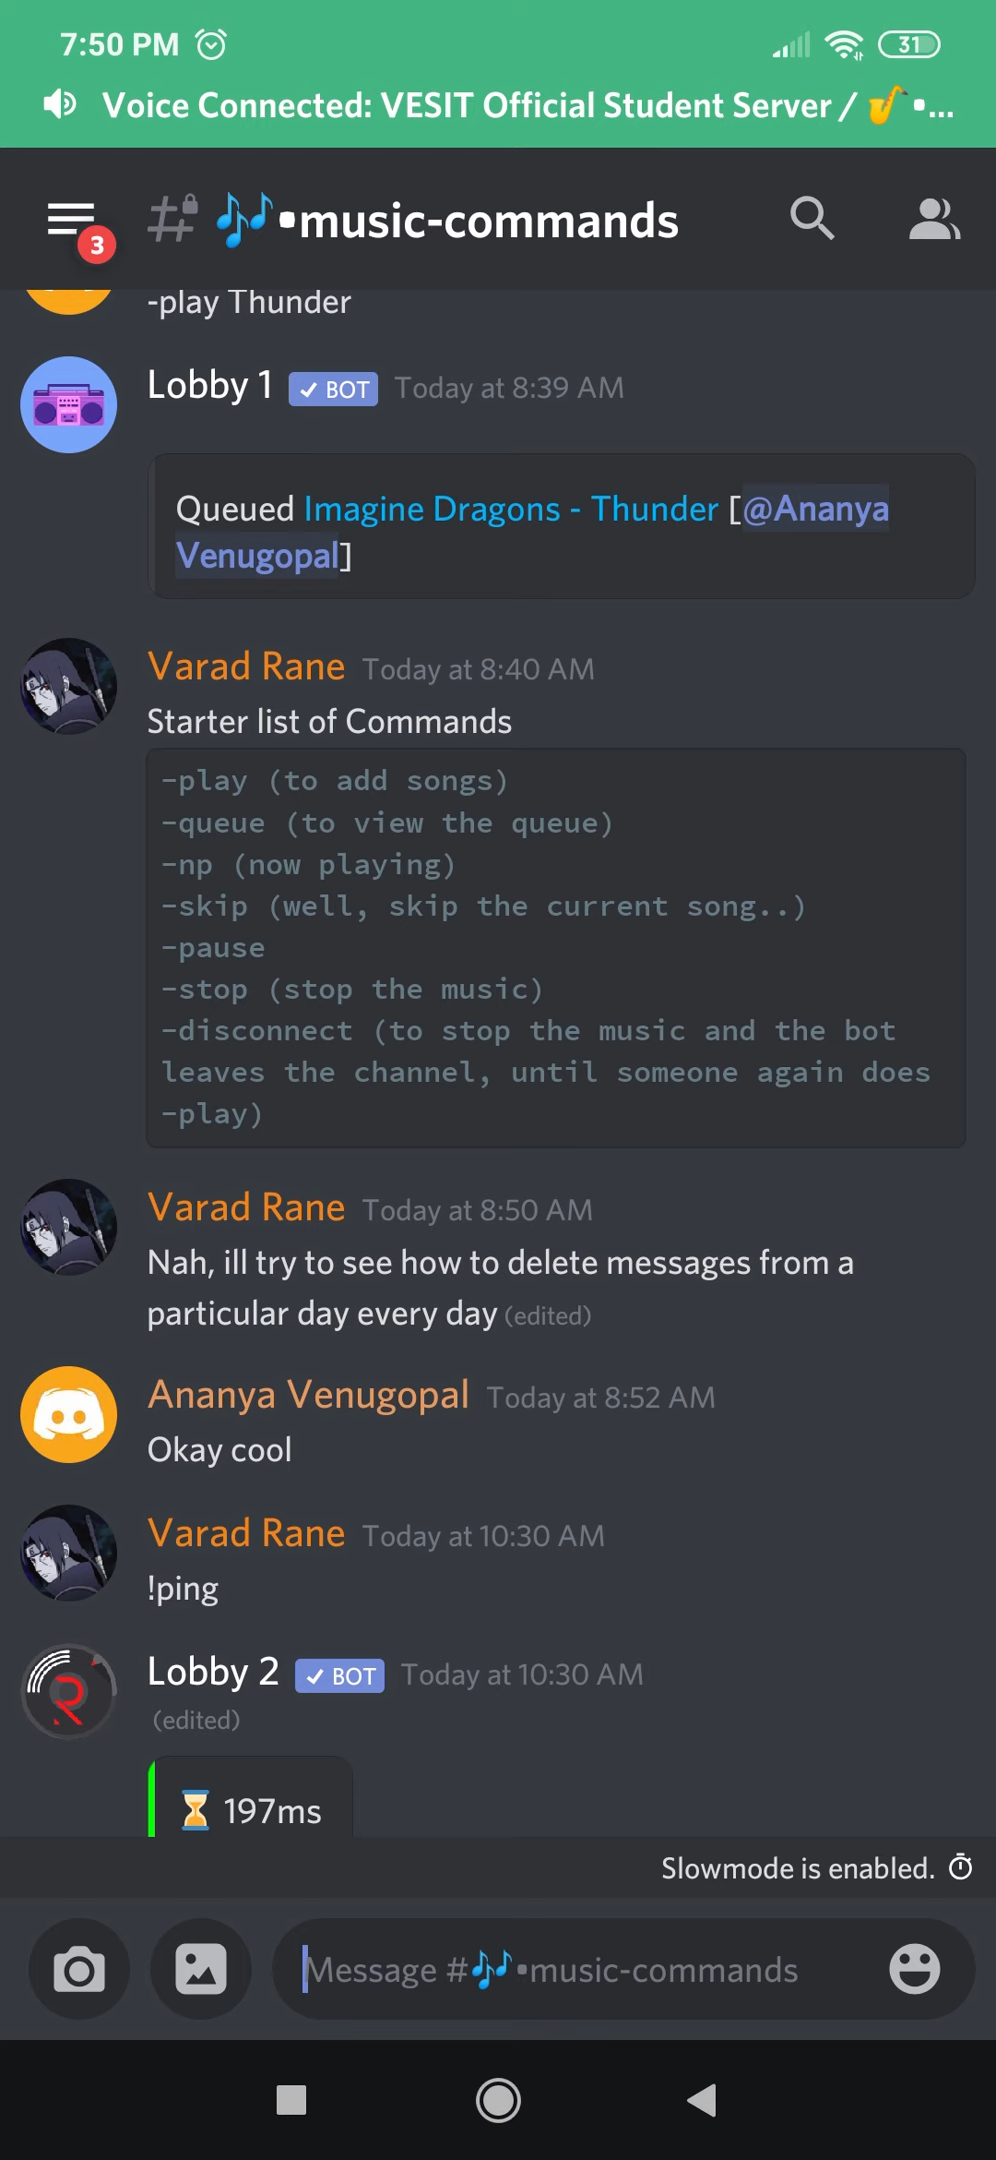 7:50 PM
31
Voice Connected: VESIT Official Student Server / 🎷•...
3
# 🎶•music-commands
-play Thunder
Lobby 1 ✓ BOT Today at 8:39 AM
Queued Imagine Dragons - Thunder [@Ananya
Venugopal]
Varad Rane Today at 8:40 AM
Starter list of Commands
-play (to add songs)
-queue (to view the queue)
-np (now playing)
-skip (well, skip the current song..)
-pause
-stop (stop the music)
-disconnect (to stop the music and the bot
leaves the channel, until someone again does
-play)
Varad Rane Today at 8:50 AM
Nah, ill try to see how to delete messages from a
particular day every day (edited)
Ananya Venugopal Today at 8:52 AM
Okay cool
Varad Rane Today at 10:30 AM
!ping
Lobby 2 ✓ BOT Today at 10:30 AM
(edited)
⌛ 197ms
Slowmode is enabled.
Message #🎶•music-commands